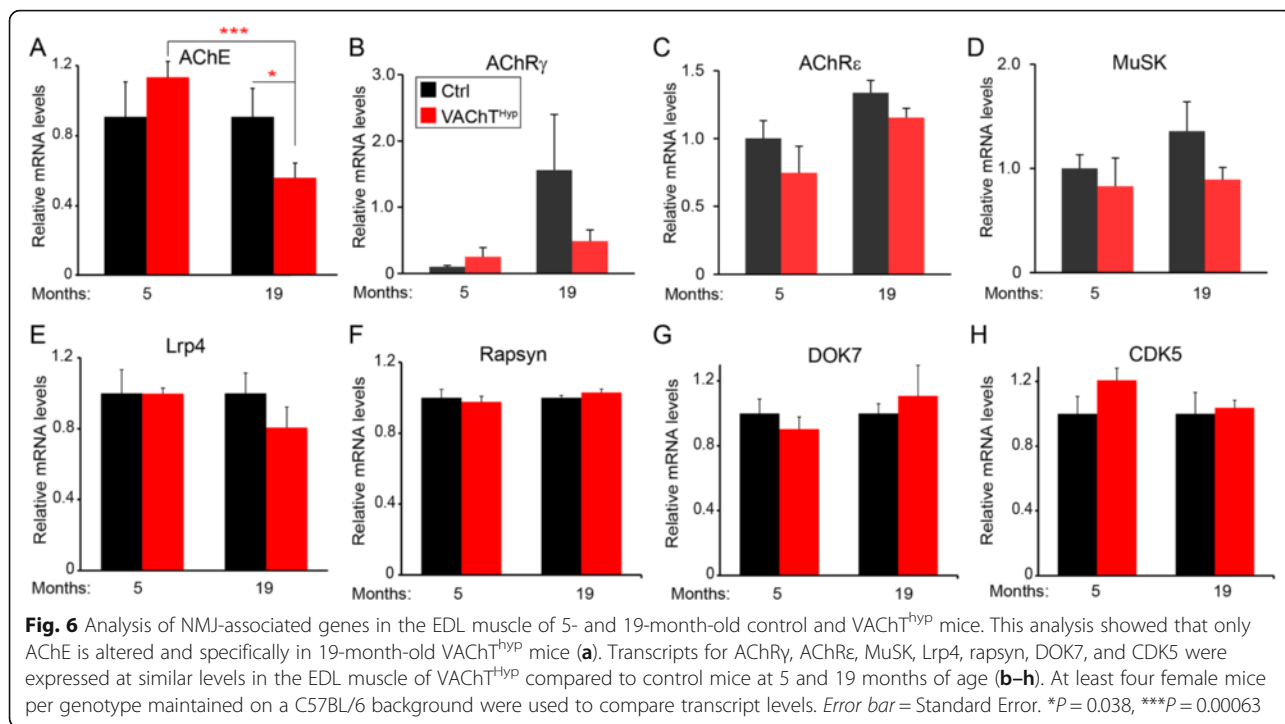 A
AChE
***
*
Relative mRNA levels
1.2
0.9
0.6
0.3
0
Months: 5 19
B
AChRγ
Ctrl
VAChT^Hyp
Relative mRNA levels
3.0
2.0
1.0
0
5 19
C
AChRε
Relative mRNA levels
1.5
1.0
0.5
0
5 19
D
MuSK
Relative mRNA levels
2.0
1.0
0
5 19
E
Lrp4
Relative mRNA levels
1.2
0.8
0.4
0
Months: 5 19
F
Rapsyn
Relative mRNA levels
1.2
0.8
0.4
0
5 19
G
DOK7
Relative mRNA levels
1.2
0.8
0.4
0
5 19
H
CDK5
Relative mRNA levels
1.2
0.8
0.4
0
5 19
Fig. 6 Analysis of NMJ-associated genes in the EDL muscle of 5- and 19-month-old control and VAChT^hyp mice. This analysis showed that only
AChE is altered and specifically in 19-month-old VAChT^hyp mice (a). Transcripts for AChRγ, AChRε, MuSK, Lrp4, rapsyn, DOK7, and CDK5 were
expressed at similar levels in the EDL muscle of VAChT^Hyp compared to control mice at 5 and 19 months of age (b–h). At least four female mice
per genotype maintained on a C57BL/6 background were used to compare transcript levels. Error bar = Standard Error. *P = 0.038, ***P = 0.00063